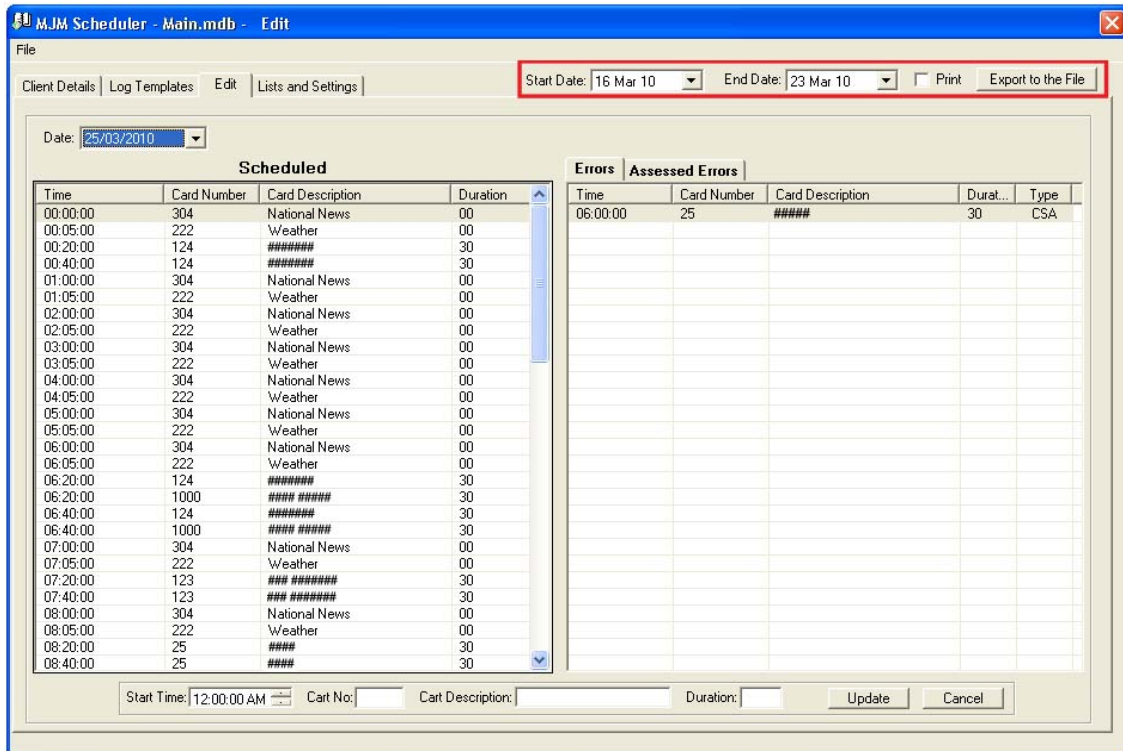 MJM Scheduler - Main.mdb - Edit
File
Client Details Log Templates Edit Lists and Settings Start Date: 16 Mar 10 End Date: 23 Mar 10 Print Export to the File
Date: 25/03/2010
Scheduled Errors Assessed Errors
Time Card Number Card Description Duration Time Card Number Card Description Durat... Type
00:00:00 304 National News 00 06:00:00 25 ##### 30 CSA
00:05:00 222 Weather 00
00:20:00 124 ####### 30
00:40:00 124 ####### 30
01:00:00 304 National News 00
01:05:00 222 Weather 00
02:00:00 304 National News 00
02:05:00 222 Weather 00
03:00:00 304 National News 00
03:05:00 222 Weather 00
04:00:00 304 National News 00
04:05:00 222 Weather 00
05:00:00 304 National News 00
05:05:00 222 Weather 00
06:00:00 304 National News 00
06:05:00 222 Weather 00
06:20:00 124 ####### 30
06:20:00 1000 #### ##### 30
06:40:00 124 ####### 30
06:40:00 1000 #### ##### 30
07:00:00 304 National News 00
07:05:00 222 Weather 00
07:20:00 123 ### ####### 30
07:40:00 123 ### ####### 30
08:00:00 304 National News 00
08:05:00 222 Weather 00
08:20:00 25 #### 30
08:40:00 25 #### 30
Start Time: 12:00:00 AM Cart No: Cart Description: Duration: Update Cancel